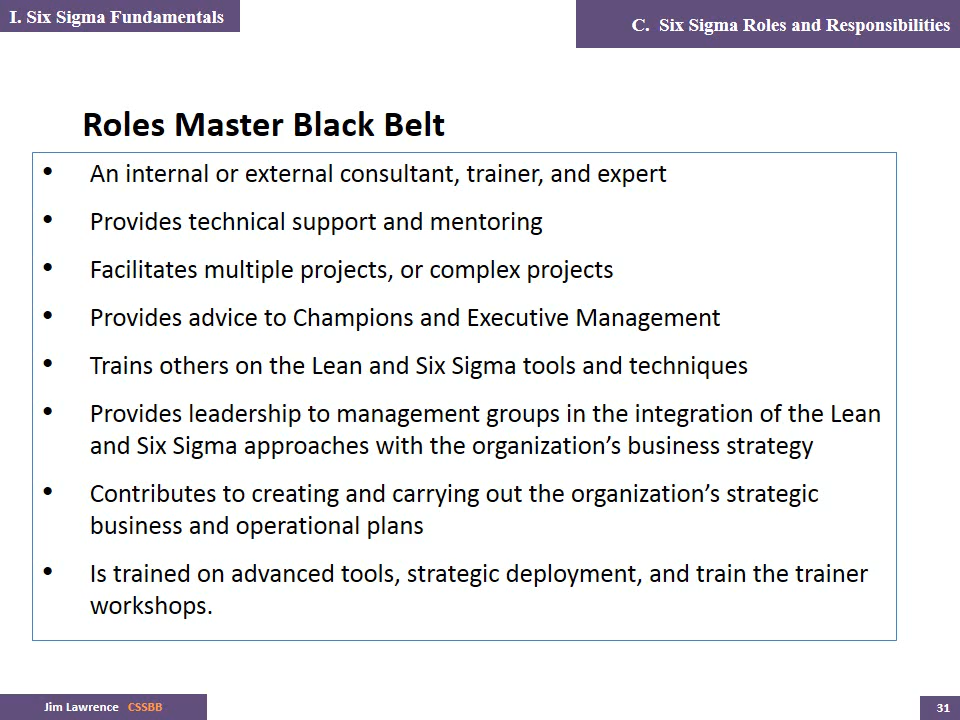 I. Six Sigma Fundamentals
C. Six Sigma Roles and Responsibilities
Roles Master Black Belt
• An internal or external consultant, trainer, and expert
• Provides technical support and mentoring
• Facilitates multiple projects, or complex projects
• Provides advice to Champions and Executive Management
• Trains others on the Lean and Six Sigma tools and techniques
• Provides leadership to management groups in the integration of the Lean
and Six Sigma approaches with the organization’s business strategy
• Contributes to creating and carrying out the organization’s strategic
business and operational plans
• Is trained on advanced tools, strategic deployment, and train the trainer
workshops.
Jim Lawrence CSSBB
31